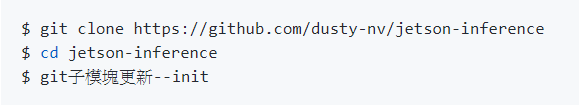 $ git clone https://github.com/dusty-nv/jetson-inference
$ cd jetson-inference
$ git子模塊更新--init